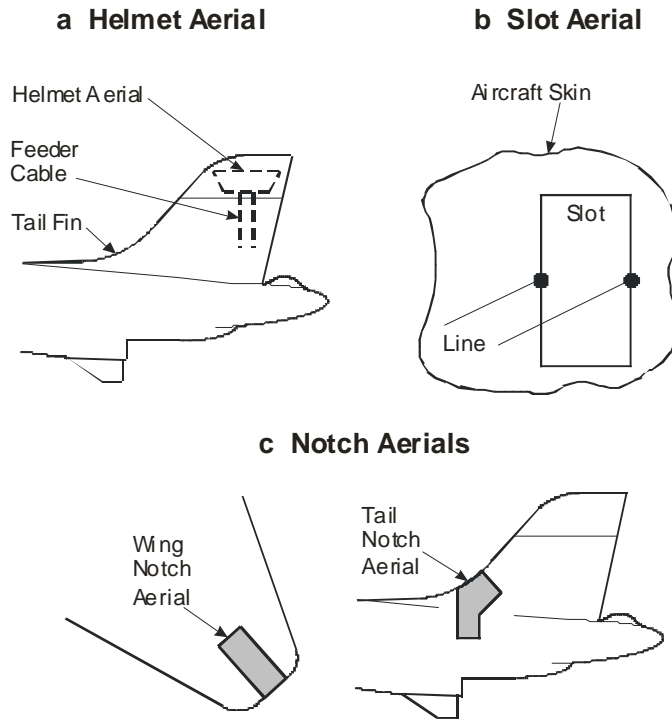 a Helmet Aerial
Helmet Aerial
Feeder
Cable
Tail Fin
b Slot Aerial
Aircraft Skin
Slot
Line
c Notch Aerials
Wing
Notch
Aerial
Tail
Notch
Aerial